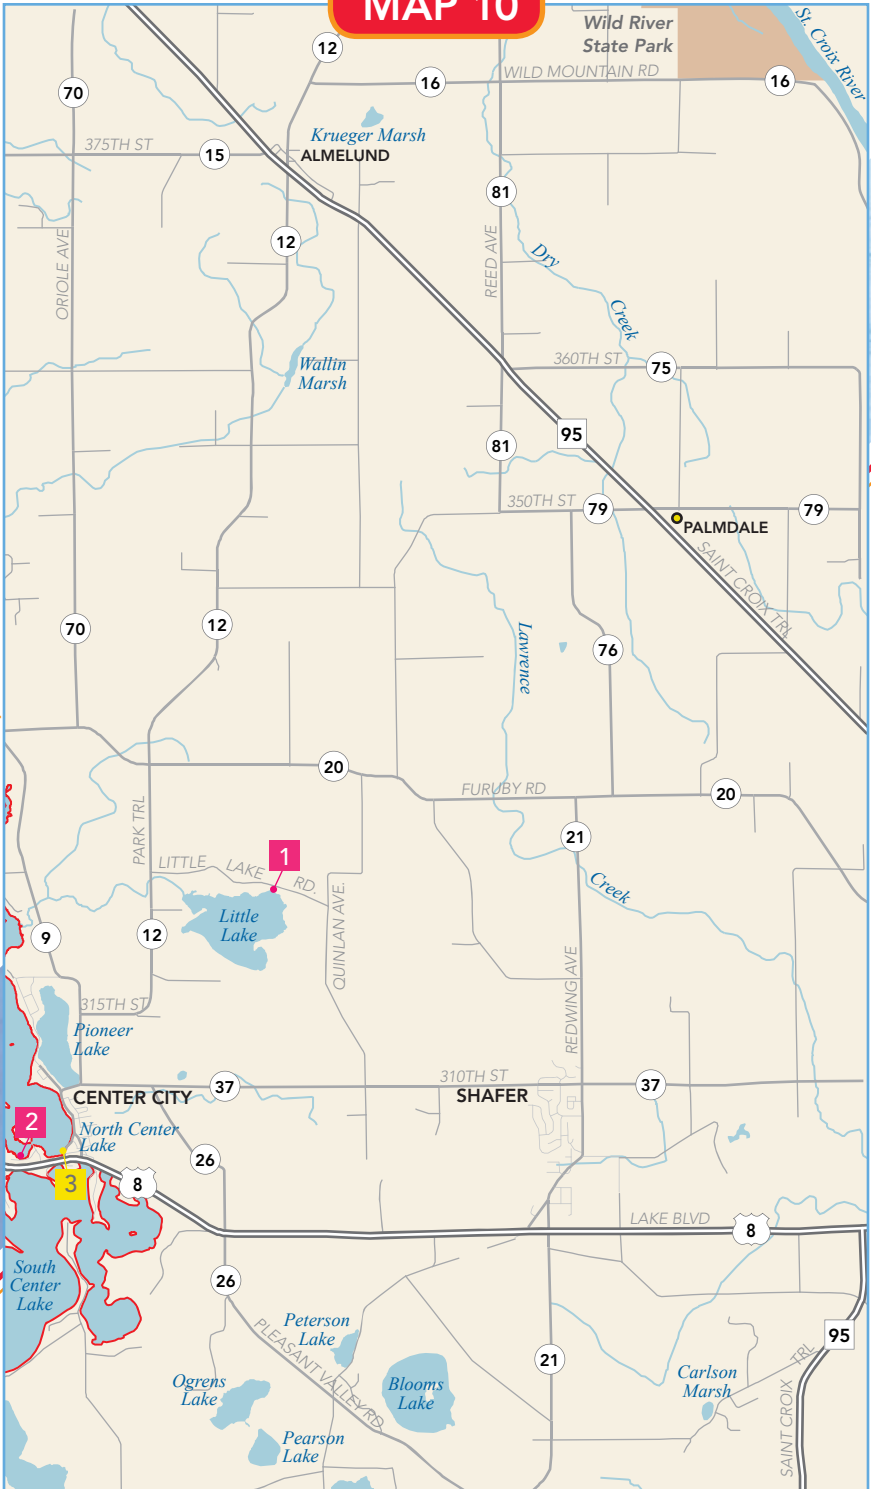 MAP 10
Wild River
State Park
St. Croix River
12
16
WILD MOUNTAIN RD
16
70
Krueger Marsh
375TH ST
15
ALMELUND
81
12
ORIOLE AVE
REED AVE
Dry
Creek
360TH ST
75
Wallin
Marsh
95
81
350TH ST
79
79
PALMDALE
SAINT CROIX TRL
70
12
Lawrence
76
20
FURUBY RD
20
PARK TRL
21
LITTLE LAKE RD.
1
Creek
QUINLAN AVE.
Little
Lake
9
12
REDWING AVE
315TH ST
Pioneer
Lake
310TH ST
37
37
CENTER CITY
SHAFER
2
North Center
Lake
26
3
8
LAKE BLVD
8
South
Center
Lake
26
Peterson
Lake
PLEASANT VALLEY RD
95
21
SAINT CROIX TRL
Ogrens
Lake
Blooms
Lake
Carlson
Marsh
Pearson
Lake